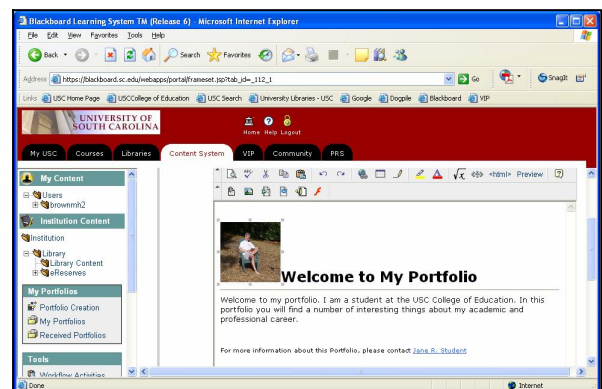 Blackboard Learning System TM (Release 6) - Microsoft Internet Explorer
File Edit View Favorites Tools Help
Back Search Favorites
Address https://blackboard.sc.edu/webapps/portal/frameset.jsp?tab_id=_112_1 Go SnagIt
Links USC Home Page USCCollege of Education USC Search University Libraries - USC Google Dogpile Blackboard VIP
UNIVERSITY OF
SOUTH CAROLINA
Home Help Logout
My USC Courses Libraries Content System VIP Community PRS
My Content
Users
brownmh2
Institution Content
Institution
Library
Library Content
eReserves
My Portfolios
Portfolio Creation
My Portfolios
Received Portfolios
Tools
Workflow Activities
<html> Preview
Welcome to My Portfolio
Welcome to my portfolio. I am a student at the USC College of Education. In this
portfolio you will find a number of interesting things about my academic and
professional career.
For more information about this Portfolio, please contact Jane R. Student
Done Internet